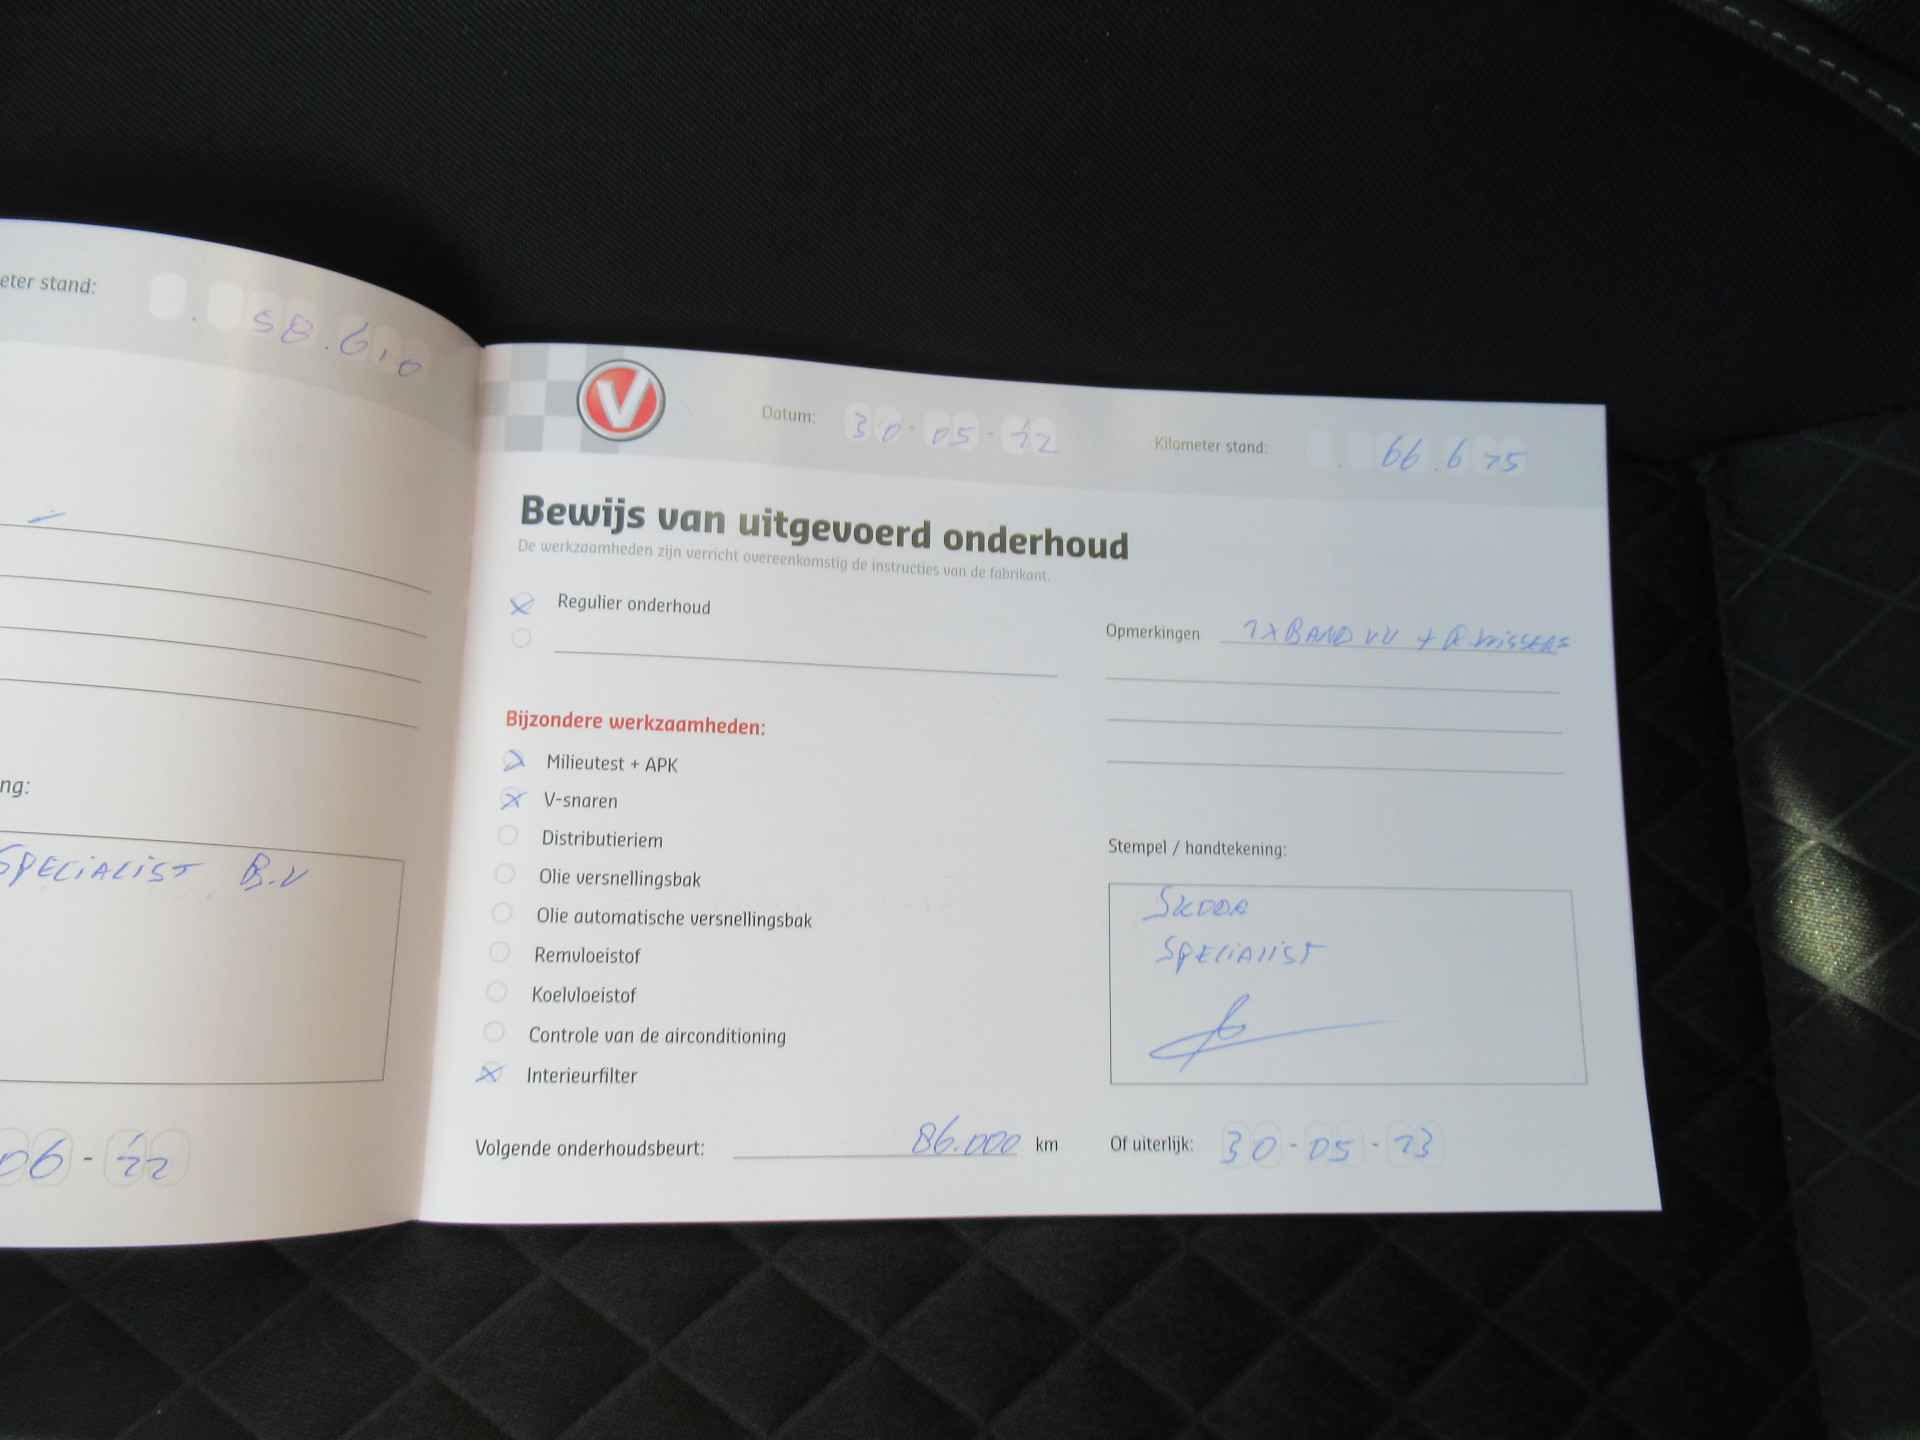 eter stand:
58.610
ng:
SPECIALIST B.V
06-22
V
Datum: 30-05-22
Kilometer stand: 66.675
Bewijs van uitgevoerd onderhoud
De werkzaamheden zijn verricht overeenkomstig de instructies van de fabrikant.
Regulier onderhoud
Opmerkingen BAND VV + WISSERS
Bijzondere werkzaamheden:
Milieutest + APK
V-snaren
Distributieriem
Olie versnellingsbak
Olie automatische versnellingsbak
Remvloeistof
Koelvloeistof
Controle van de airconditioning
Interieurfilter
Stempel / handtekening:
SKODA
SPECIALIST
Volgende onderhoudsbeurt: 86.000 km
Of uiterlijk: 30-05-23